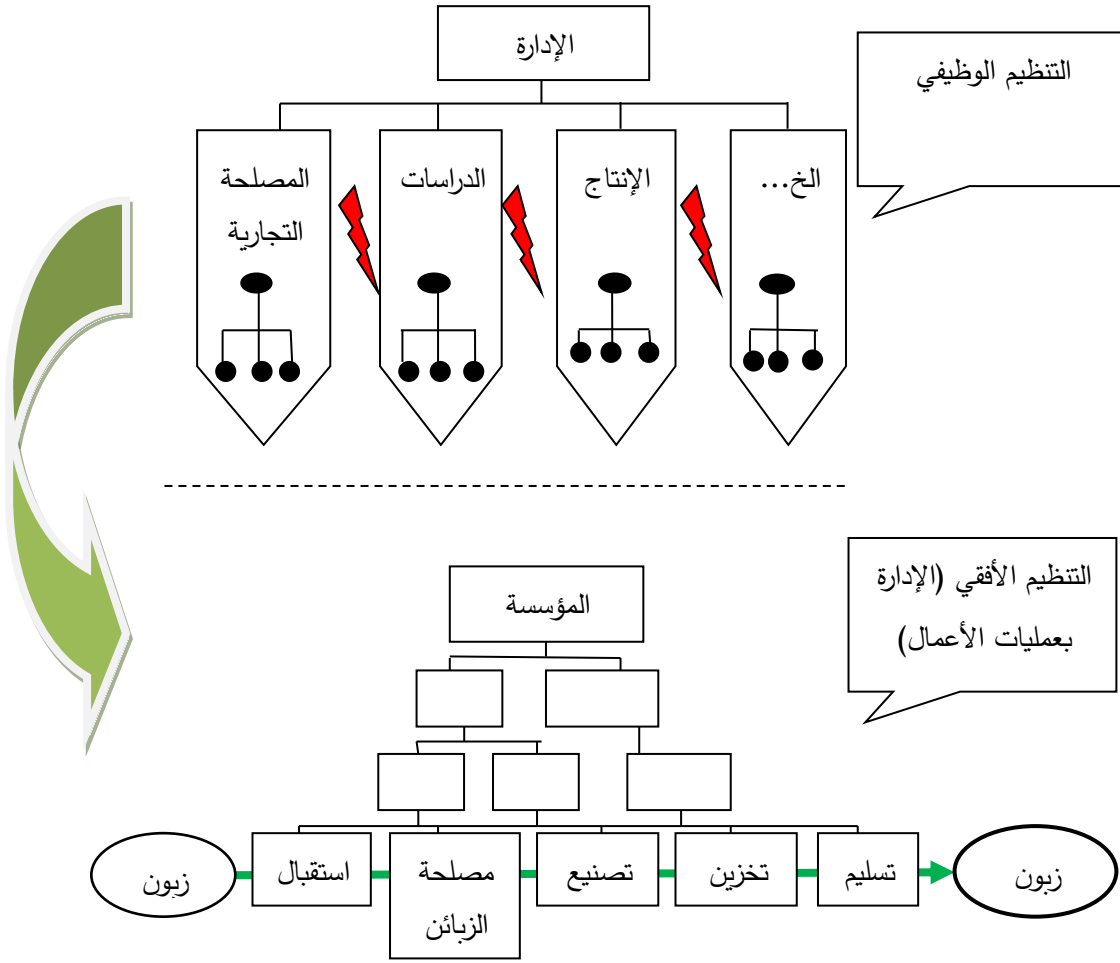 الإدارة
التنظيم الوظيفي
المصلحة
التجارية
الدراسات
الإنتاج
الخ...
التنظيم الأفقي (الإدارة
بعمليات الأعمال)
المؤسسة
زبون
استقبال
مصلحة
الزبائن
تصنيع
تخزين
تسليم
زبون